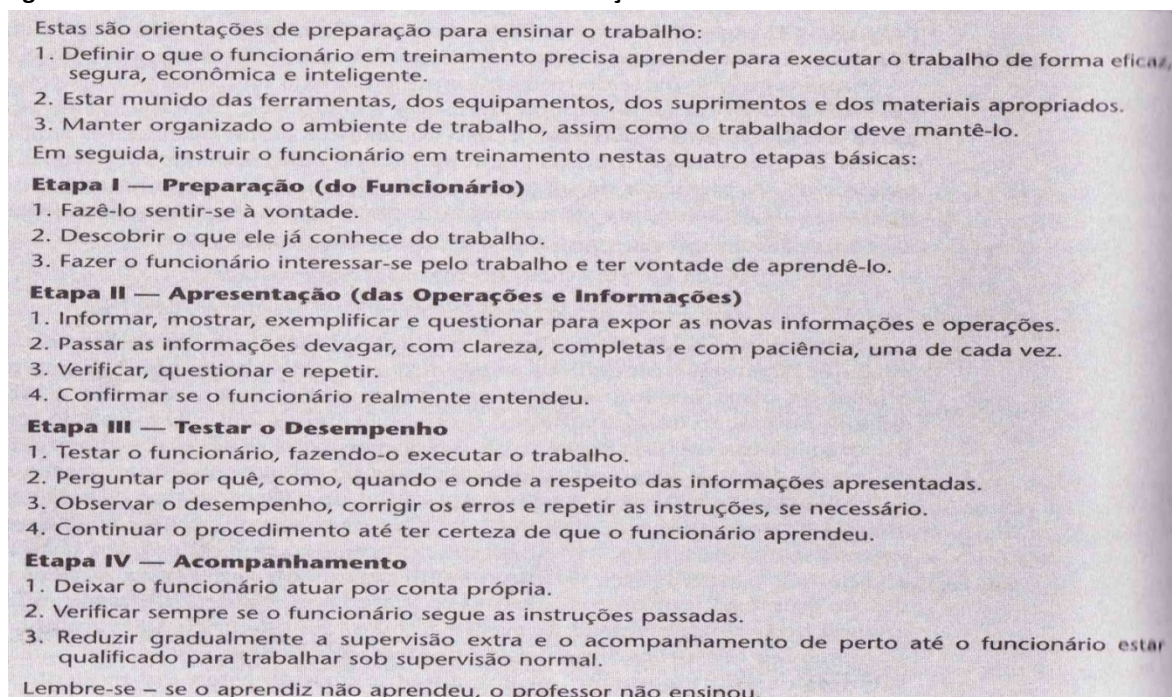 Estas são orientações de preparação para ensinar o trabalho:
1. Definir o que o funcionário em treinamento precisa aprender para executar o trabalho de forma eficaz,
segura, econômica e inteligente.
2. Estar munido das ferramentas, dos equipamentos, dos suprimentos e dos materiais apropriados.
3. Manter organizado o ambiente de trabalho, assim como o trabalhador deve mantê-lo.
Em seguida, instruir o funcionário em treinamento nestas quatro etapas básicas:
Etapa I — Preparação (do Funcionário)
1. Fazê-lo sentir-se à vontade.
2. Descobrir o que ele já conhece do trabalho.
3. Fazer o funcionário interessar-se pelo trabalho e ter vontade de aprendê-lo.
Etapa II — Apresentação (das Operações e Informações)
1. Informar, mostrar, exemplificar e questionar para expor as novas informações e operações.
2. Passar as informações devagar, com clareza, completas e com paciência, uma de cada vez.
3. Verificar, questionar e repetir.
4. Confirmar se o funcionário realmente entendeu.
Etapa III — Testar o Desempenho
1. Testar o funcionário, fazendo-o executar o trabalho.
2. Perguntar por quê, como, quando e onde a respeito das informações apresentadas.
3. Observar o desempenho, corrigir os erros e repetir as instruções, se necessário.
4. Continuar o procedimento até ter certeza de que o funcionário aprendeu.
Etapa IV — Acompanhamento
1. Deixar o funcionário atuar por conta própria.
2. Verificar sempre se o funcionário segue as instruções passadas.
3. Reduzir gradualmente a supervisão extra e o acompanhamento de perto até o funcionário estar
qualificado para trabalhar sob supervisão normal.
Lembre-se – se o aprendiz não aprendeu, o professor não ensinou.